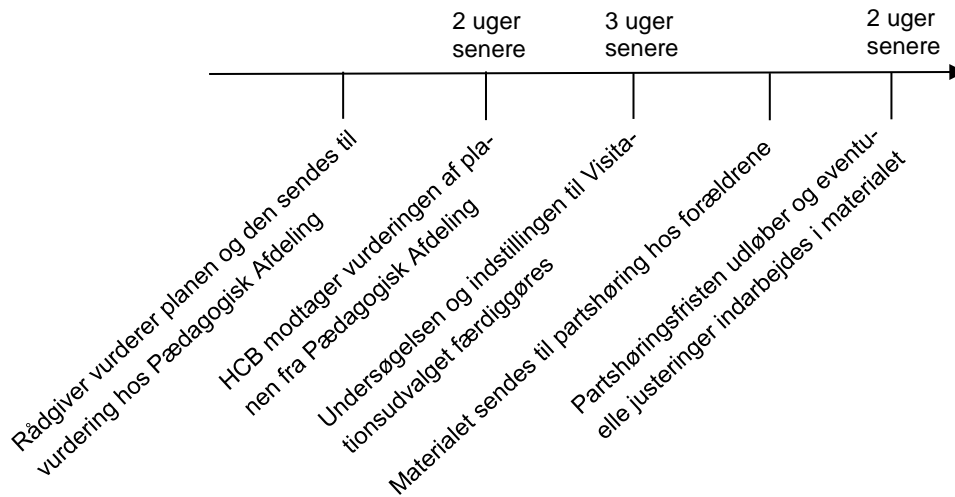 2 uger
senere
3 uger
senere
2 uger
senere
Rådgiver vurderer planen og den sendes til
vurdering hos Pædagogisk Afdeling
HCB modtager vurderingen af pla-
nen fra Pædagogisk Afdeling
Undersøgelsen og indstillingen til Visita-
tionsudvalget færdiggøres
Materialet sendes til partshøring hos forældrene
Partshøringsfristen udløber og eventu-
elle justeringer indarbejdes i materialet